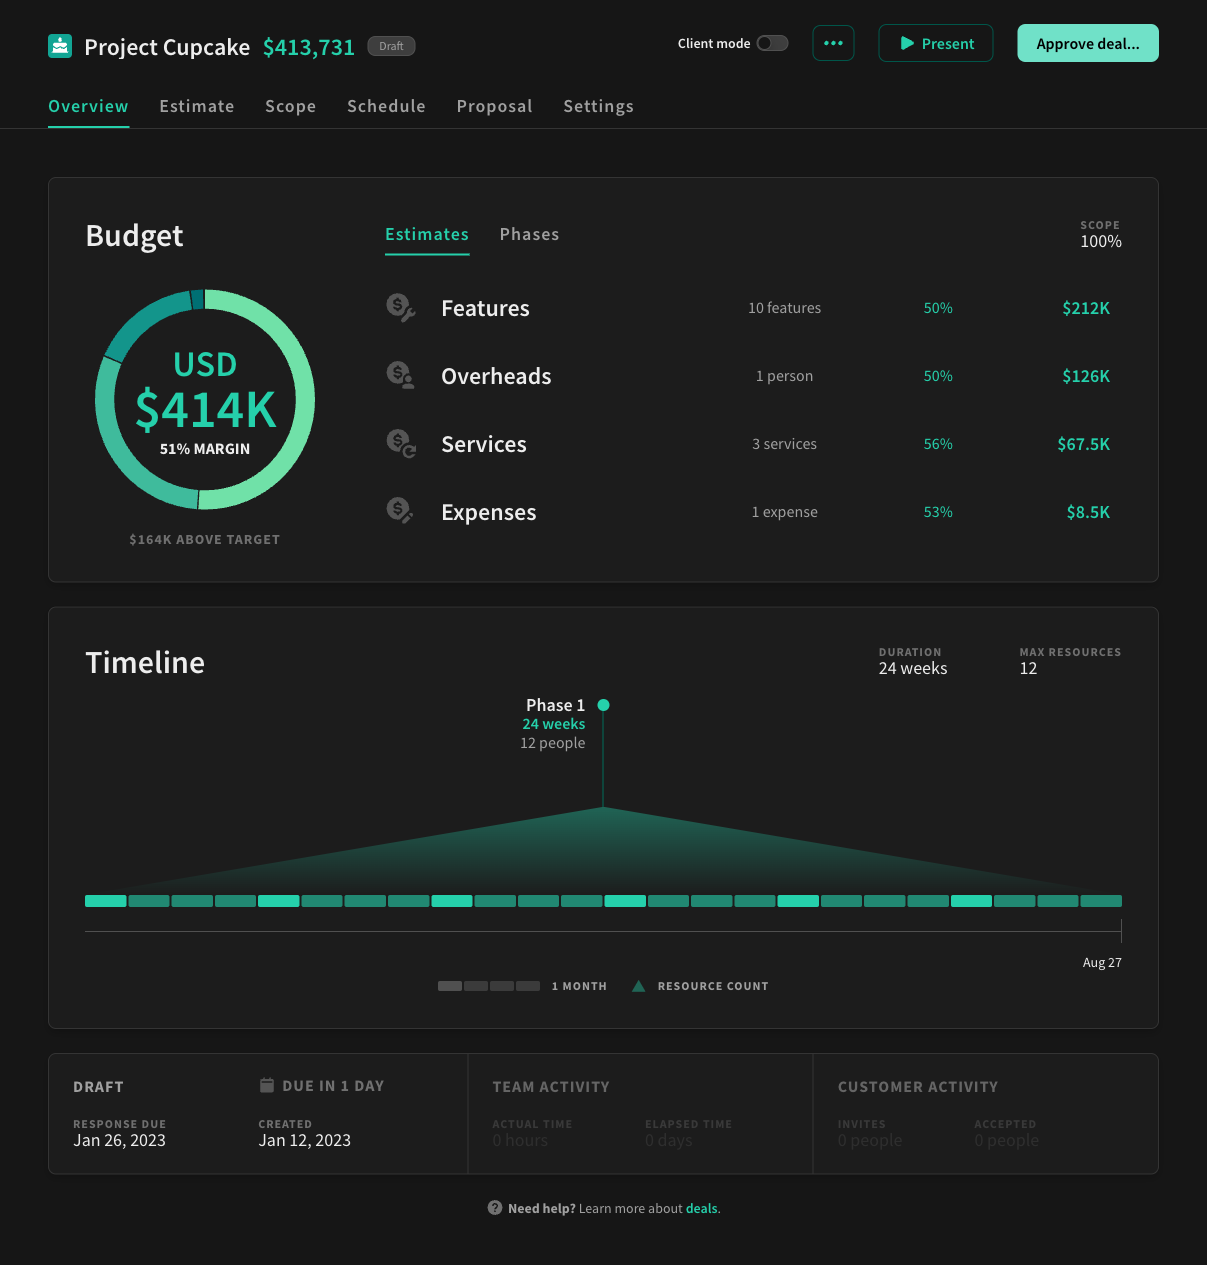 Project Cupcake $413,731 Draft
Client mode
Present
Approve deal...
Overview Estimate Scope Schedule Proposal Settings
Budget
USD
$414K
51% MARGIN
$164K ABOVE TARGET
Estimates Phases
SCOPE
100%
Features 10 features 50% $212K
Overheads 1 person 50% $126K
Services 3 services 56% $67.5K
Expenses 1 expense 53% $8.5K
Timeline
DURATION
24 weeks
MAX RESOURCES
12
Phase 1
24 weeks
12 people
Aug 27
1 MONTH RESOURCE COUNT
DRAFT DUE IN 1 DAY
RESPONSE DUE
Jan 26, 2023
CREATED
Jan 12, 2023
TEAM ACTIVITY
ACTUAL TIME
0 hours
ELAPSED TIME
0 days
CUSTOMER ACTIVITY
INVITES
0 people
ACCEPTED
0 people
Need help? Learn more about deals.